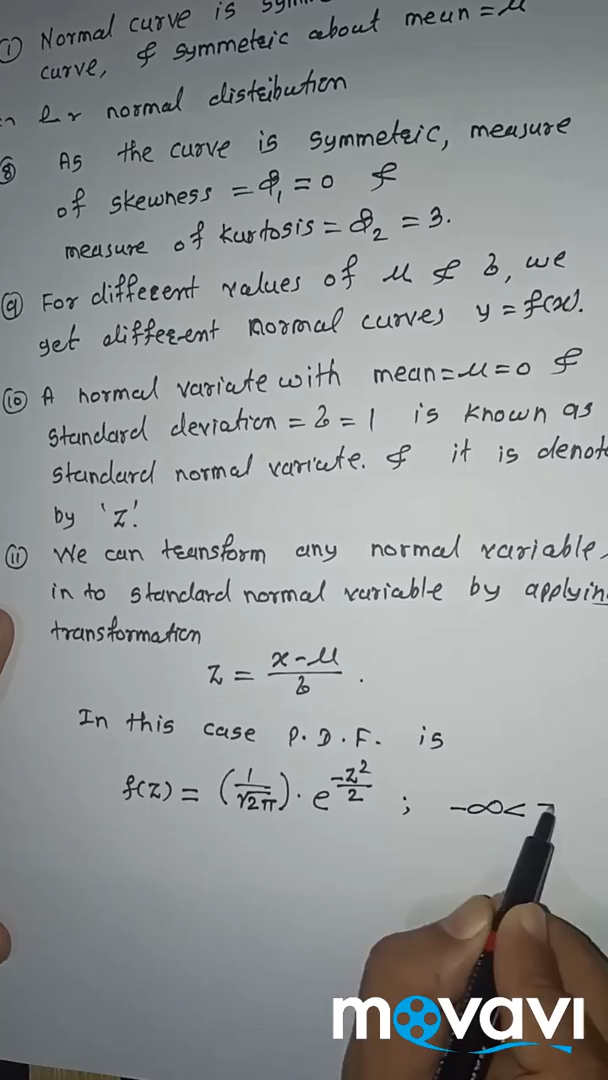 ① Normal curve is
curve, & symmetric about mean = μ
normal distribution
⑧ As the curve is symmetric, measure
of skewness = β₁ = 0 &
measure of kurtosis = β₂ = 3.
⑨ For different values of μ & σ, we
get different normal curves y = f(x).
⑩ A normal variate with mean = μ = 0 &
standard deviation = σ = 1 is known as
standard normal variate. & it is denot
by 'Z'.
⑪ We can transform any normal variable,
in to standard normal variable by applying
transformation
Z = (x-μ)/σ.
In this case P.D.F. is
f(z) = (1/√2π) · e^(-z²/2) ; -∞<
movavi